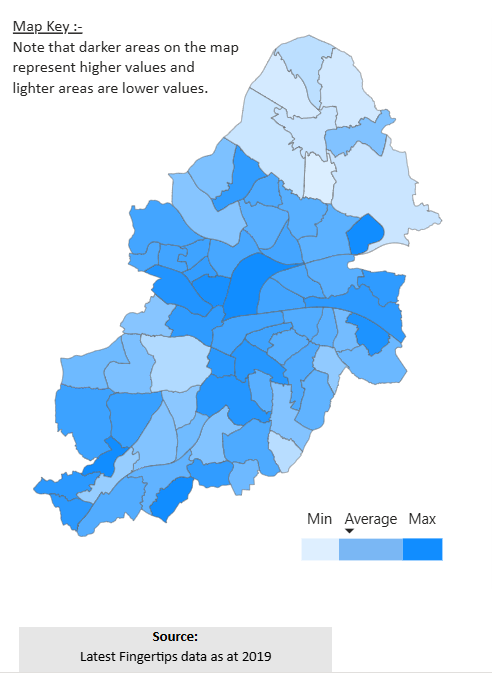 Map Key :-
Note that darker areas on the map
represent higher values and
lighter areas are lower values.
Min Average Max
Source:
Latest Fingertips data as at 2019